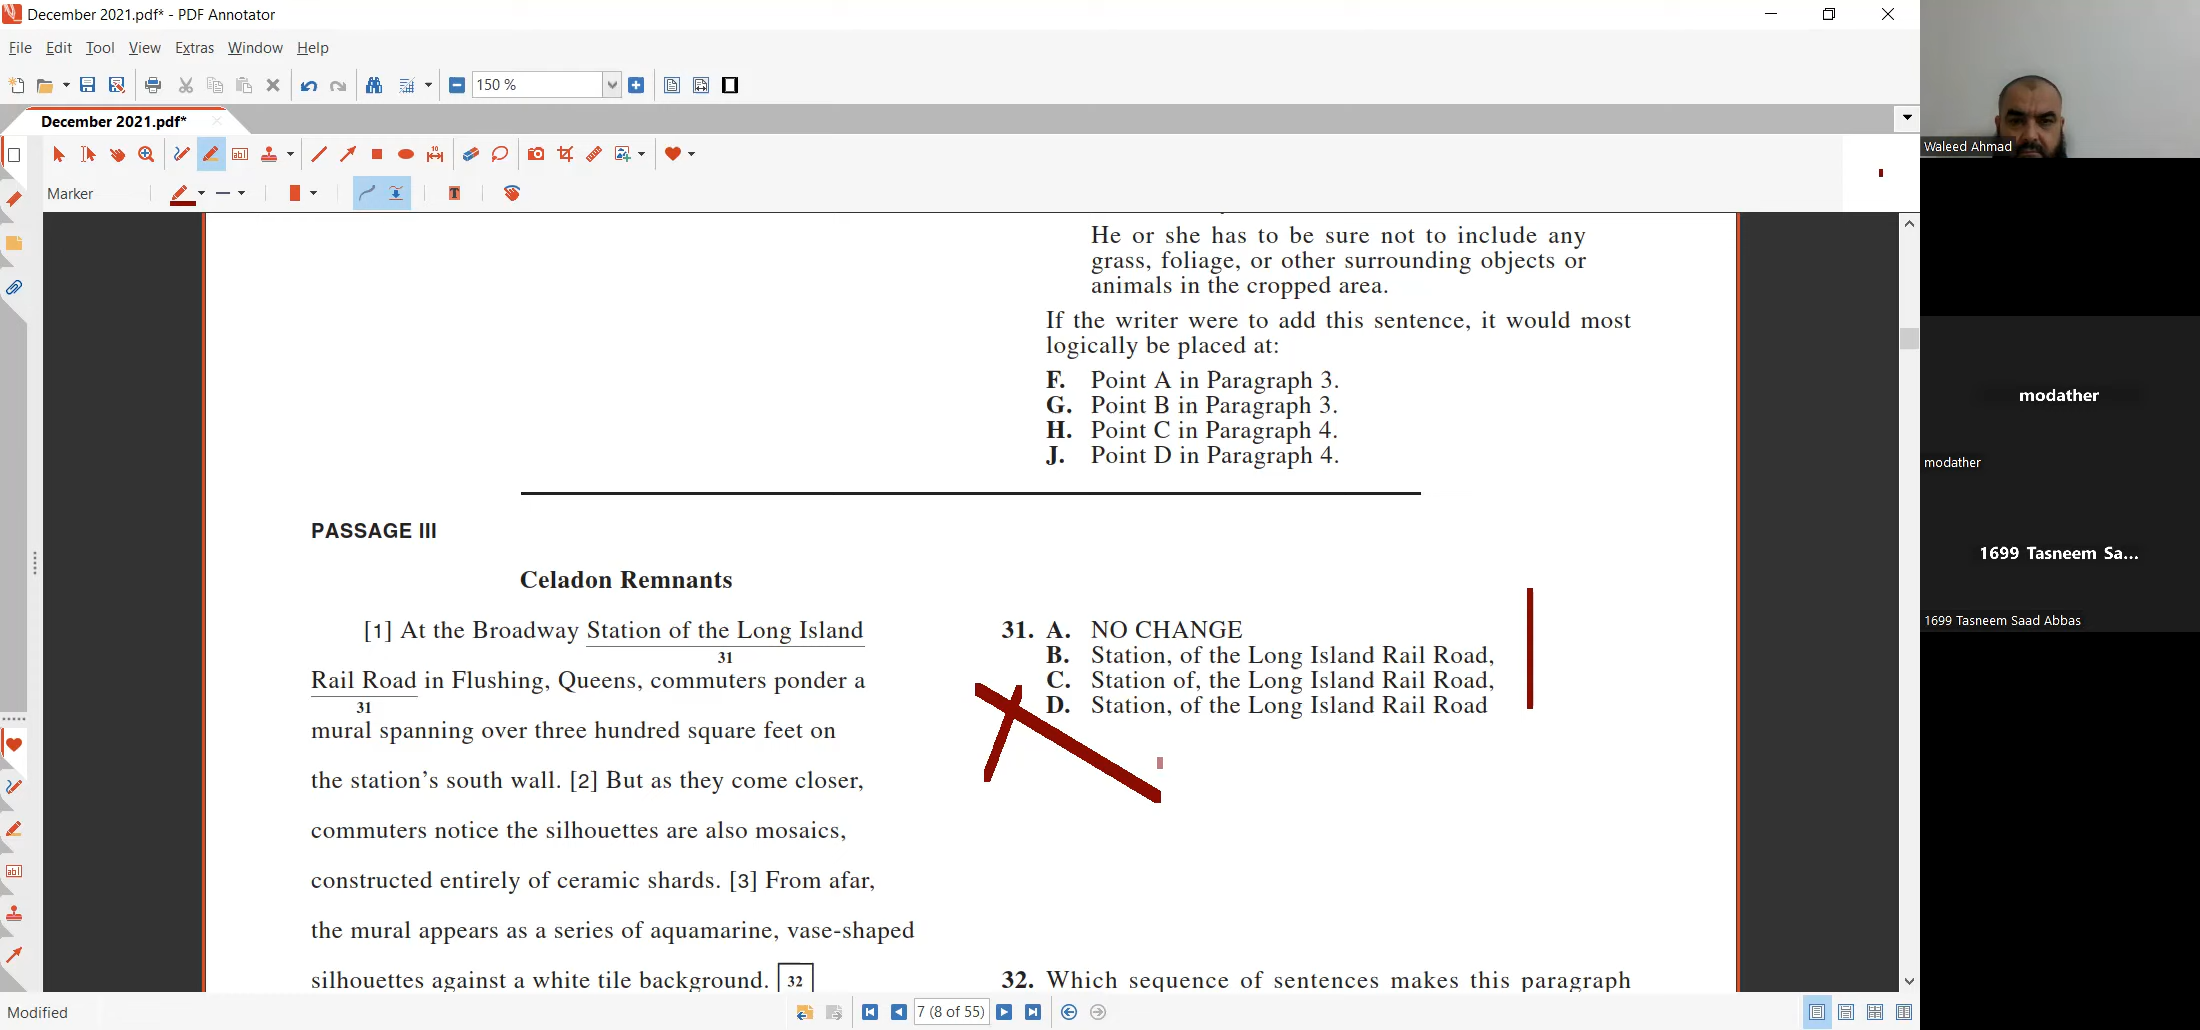 December 2021.pdf* - PDF Annotator
File Edit Tool View Extras Window Help
150 %
December 2021.pdf*
Marker
He or she has to be sure not to include any
grass, foliage, or other surrounding objects or
animals in the cropped area.
If the writer were to add this sentence, it would most
logically be placed at:
F. Point A in Paragraph 3.
G. Point B in Paragraph 3.
H. Point C in Paragraph 4.
J. Point D in Paragraph 4.
PASSAGE III
Celadon Remnants
[1] At the Broadway Station of the Long Island
31
Rail Road in Flushing, Queens, commuters ponder a
31
mural spanning over three hundred square feet on
the station's south wall. [2] But as they come closer,
commuters notice the silhouettes are also mosaics,
constructed entirely of ceramic shards. [3] From afar,
the mural appears as a series of aquamarine, vase-shaped
silhouettes against a white tile background. 32
31. A. NO CHANGE
B. Station, of the Long Island Rail Road,
C. Station of, the Long Island Rail Road,
D. Station, of the Long Island Rail Road
32. Which sequence of sentences makes this paragraph
Modified
7 (8 of 55)
Waleed Ahmad
modather
modather
1699 Tasneem Sa...
1699 Tasneem Saad Abbas